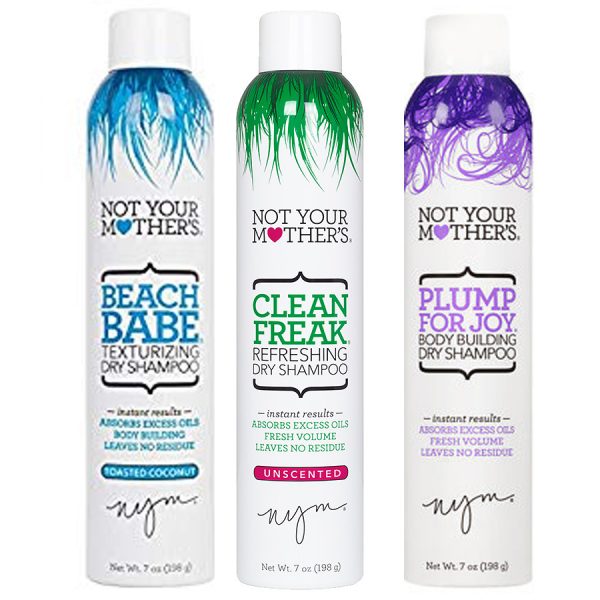 NOT YOUR
MOTHER'S®
BEACH
BABE®
TEXTURIZING
DRY SHAMPOO
instant results
ABSORBS EXCESS OILS
BODY BUILDING
LEAVES NO RESIDUE
TOASTED COCONUT
nym®
Net Wt. 7 oz (198 g)
NOT YOUR
M♥THER'S®
CLEAN
FREAK®
REFRESHING
DRY SHAMPOO
— instant results —
ABSORBS EXCESS OILS
FRESH VOLUME
LEAVES NO RESIDUE
UNSCENTED
nym®
Net Wt. 7 oz (198 g)
NOT YOUR
M♥THER'S®
PLUMP
FOR JOY®
BODY BUILDING
DRY SHAMPOO
— instant results —
ABSORBS EXCESS OILS
FRESH VOLUME
LEAVES NO RESIDUE
nym®
Net Wt. 7 oz (198 g)